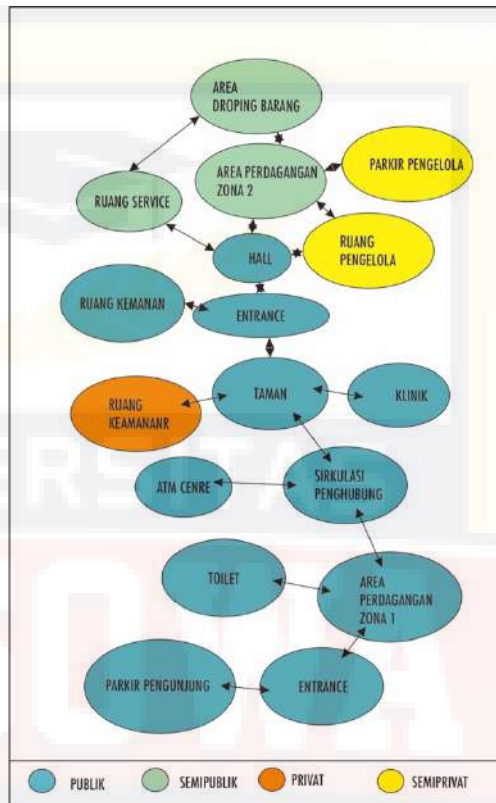 AREA
DROPING BARANG
AREA PERDAGANGAN
ZONA 2
PARKIR PENGELOLA
RUANG SERVICE
HALL
RUANG
PENGELOLA
RUANG KEMANAN
ENTRANCE
TAMAN
KLINIK
RUANG
KEAMANANR
SIRKULASI
PENGHUBUNG
ATM CENRE
TOILET
AREA
PERDAGANGAN
ZONA 1
PARKIR PENGUNJUNG
ENTRANCE
PUBLIK
SEMIPUBLIK
PRIVAT
SEMIPRIVAT